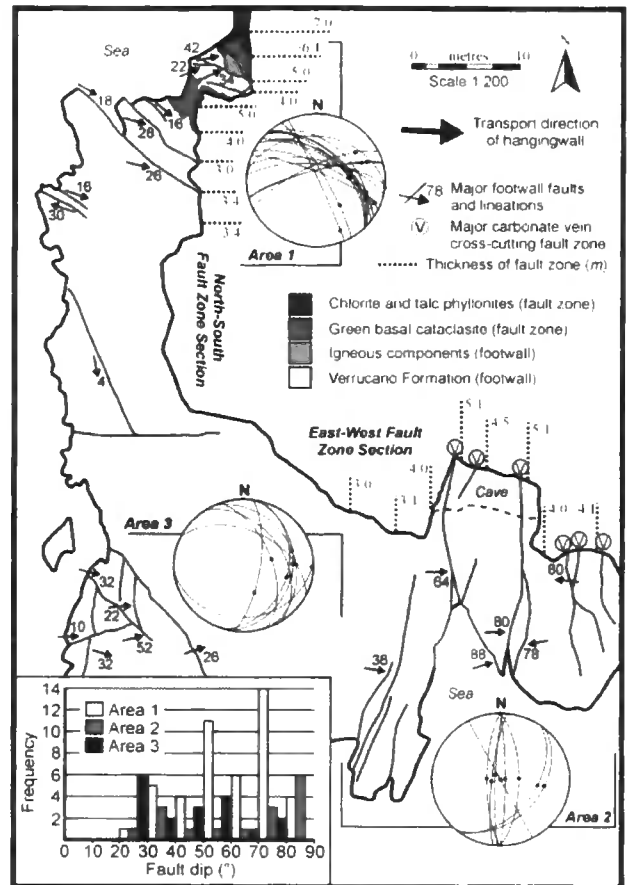 Sea
42
22
34
18
28
16
26
16
30
4
7.0
6.1
5.0
4.0
5.0
4.0
3.0
3.4
3.4
0 metres 10
Scale 1:200
Transport direction
of hangingwall
78 Major footwall faults
and lineations
V Major carbonate vein
cross-cutting fault zone
Thickness of fault zone (m)
N
Area 1
North-South
Fault Zone Section
Chlorite and talc phyllonites (fault zone)
Green basal cataclasite (fault zone)
Igneous components (footwall)
Verrucano Formation (footwall)
East-West Fault
Zone Section
3.0
3.1
4.0
5.1
4.5
5.1
4.0
4.1
V
V
V
V
V
V
Cave
Area 3
N
32
22
10
32
52
28
64
80
80
88
78
38
Sea
N
Area 2
14
12
10
8
6
4
2
Frequency
Area 1
Area 2
Area 3
0 10 20 30 40 50 60 70 80 90
Fault dip (°)